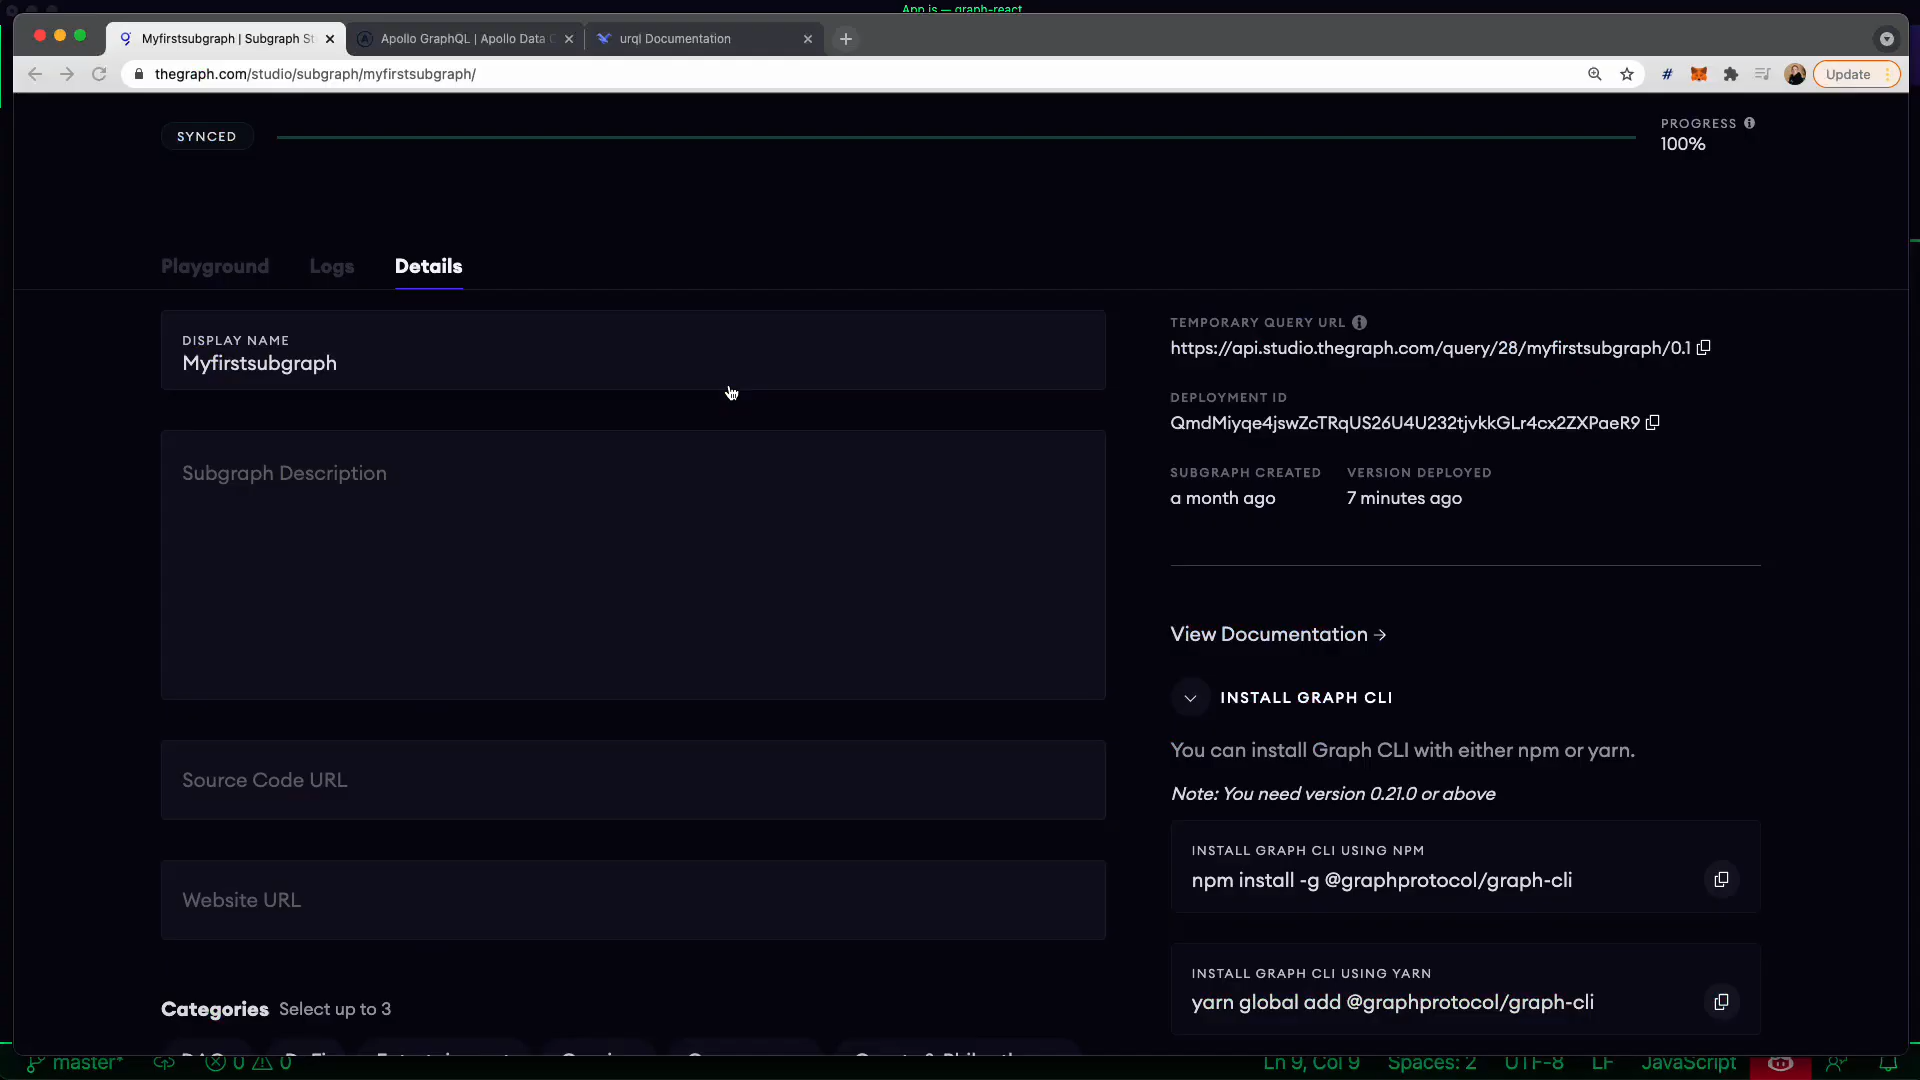 App.js — graph-react
Myfirstsubgraph | Subgraph St
Apollo GraphQL | Apollo Data
urql Documentation
thegraph.com/studio/subgraph/myfirstsubgraph/
Update
SYNCED
PROGRESS
100%
Playground
Logs
Details
DISPLAY NAME
Myfirstsubgraph
TEMPORARY QUERY URL
https://api.studio.thegraph.com/query/28/myfirstsubgraph/0.1
DEPLOYMENT ID
QmdMiyqe4jswZcTRqUS26U4U232tjvkkGLr4cx2ZXPaeR9
Subgraph Description
SUBGRAPH CREATED
VERSION DEPLOYED
a month ago
7 minutes ago
View Documentation →
INSTALL GRAPH CLI
You can install Graph CLI with either npm or yarn.
Note: You need version 0.21.0 or above
Source Code URL
INSTALL GRAPH CLI USING NPM
npm install -g @graphprotocol/graph-cli
Website URL
INSTALL GRAPH CLI USING YARN
yarn global add @graphprotocol/graph-cli
Categories Select up to 3
master*
0
0
Ln 9, Col 9
Spaces: 2
UTF-8
LF
JavaScript